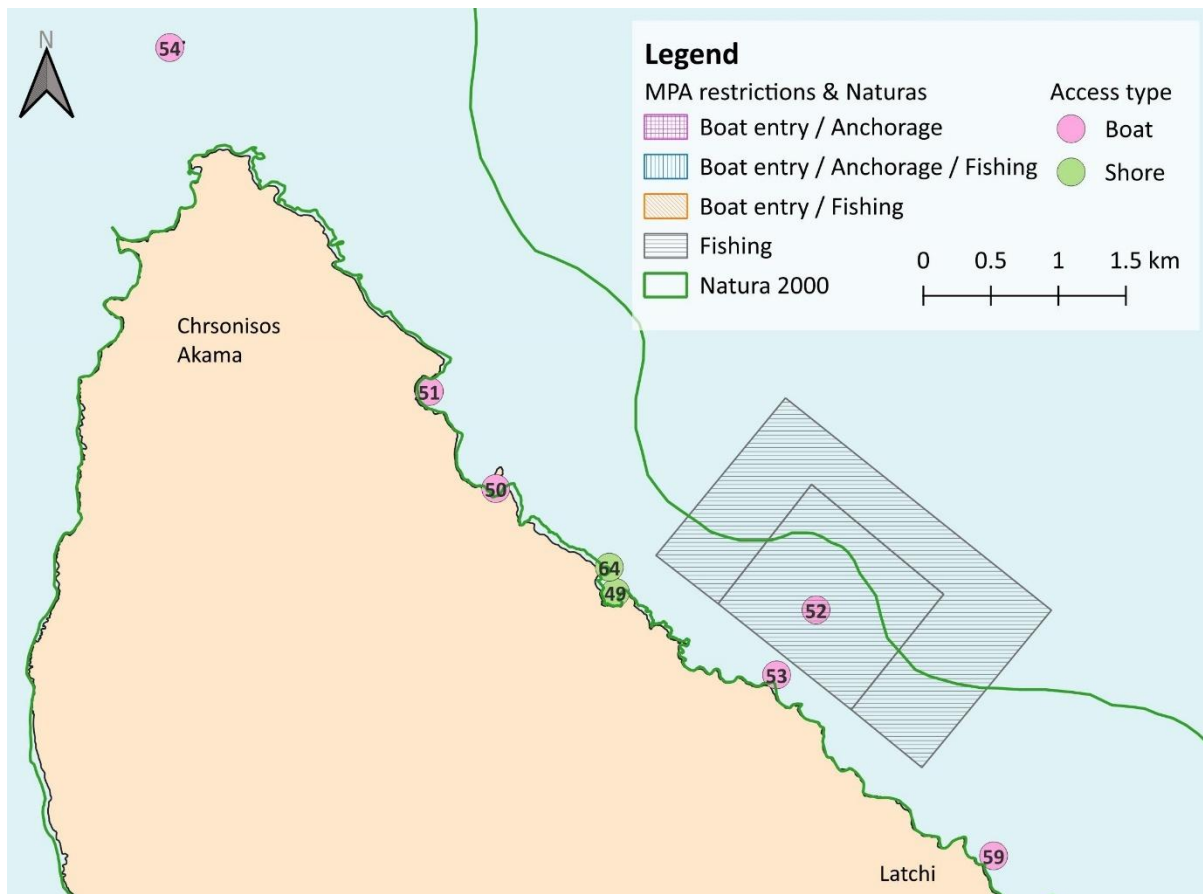 N
54
Legend
MPA restrictions & Naturas
Boat entry / Anchorage
Boat entry / Anchorage / Fishing
Boat entry / Fishing
Fishing
Natura 2000
Access type
Boat
Shore
0 0.5 1 1.5 km
Chrsonisos
Akama
51
50
64
49
52
53
59
Latchi